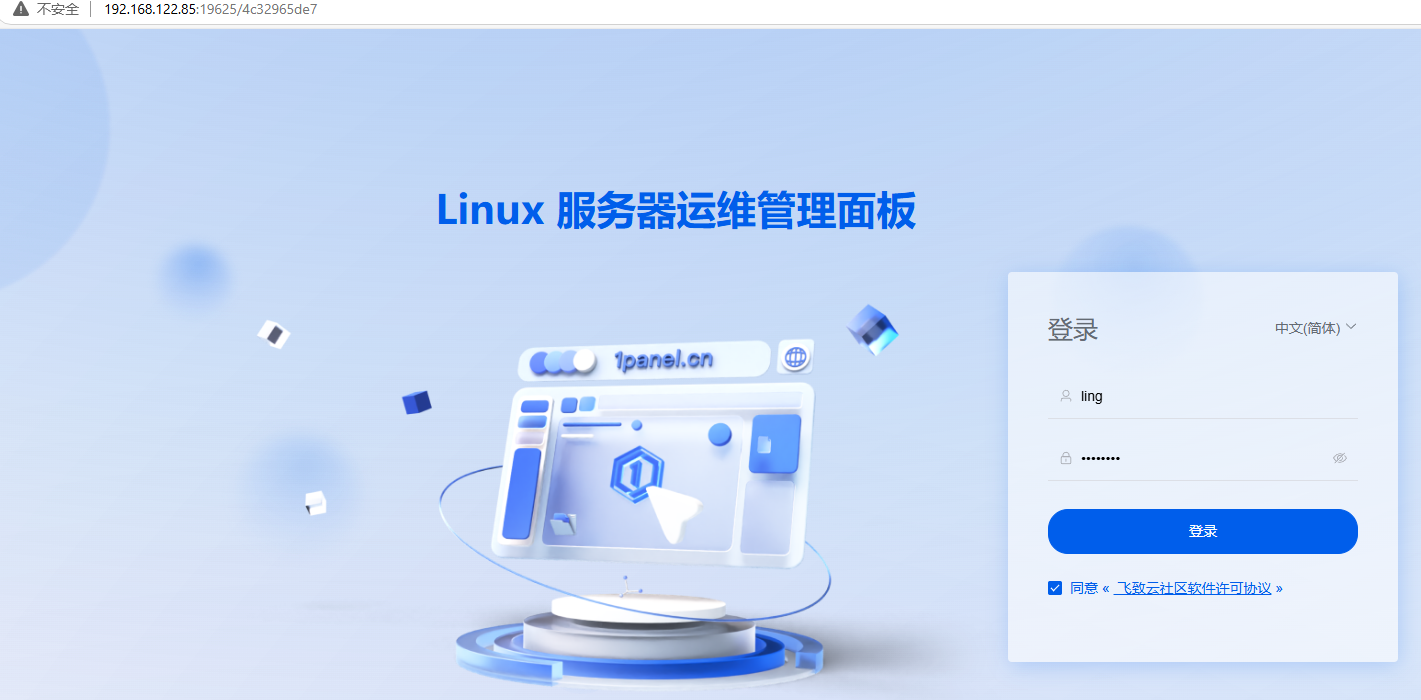 不安全 192.168.122.85:19625/4c32965de7
Linux 服务器运维管理面板
1panel.cn
登录 中文(简体)
ling
••••••••
登录
同意 « 飞致云社区软件许可协议 »